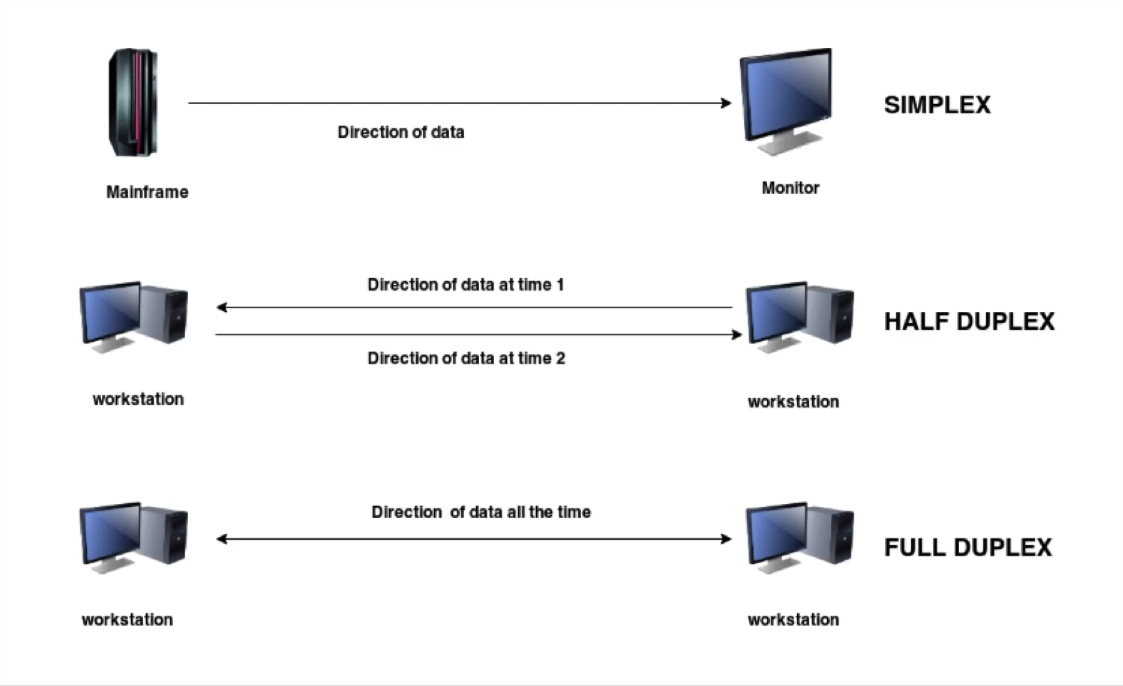 SIMPLEX
Direction of data
Mainframe
Monitor
Direction of data at time 1
HALF DUPLEX
Direction of data at time 2
workstation
workstation
Direction of data all the time
FULL DUPLEX
workstation
workstation